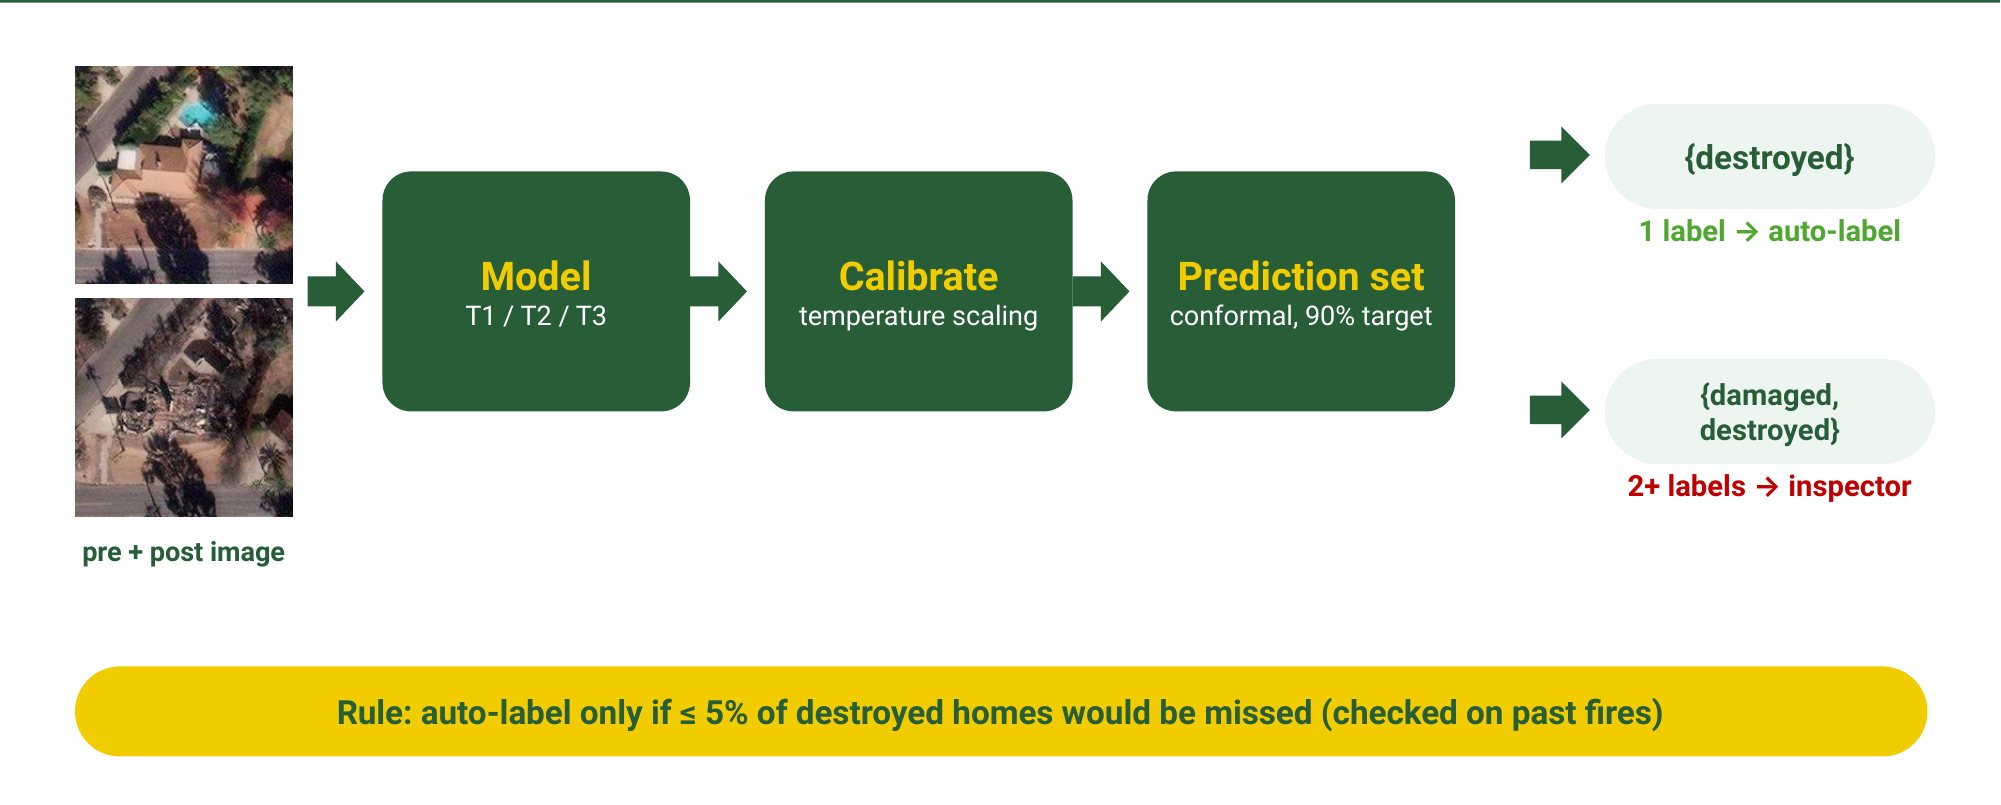 pre + post image
Model
T1 / T2 / T3
Calibrate
temperature scaling
Prediction set
conformal, 90% target
{destroyed}
1 label → auto-label
{damaged,
destroyed}
2+ labels → inspector
Rule: auto-label only if ≤ 5% of destroyed homes would be missed (checked on past fires)